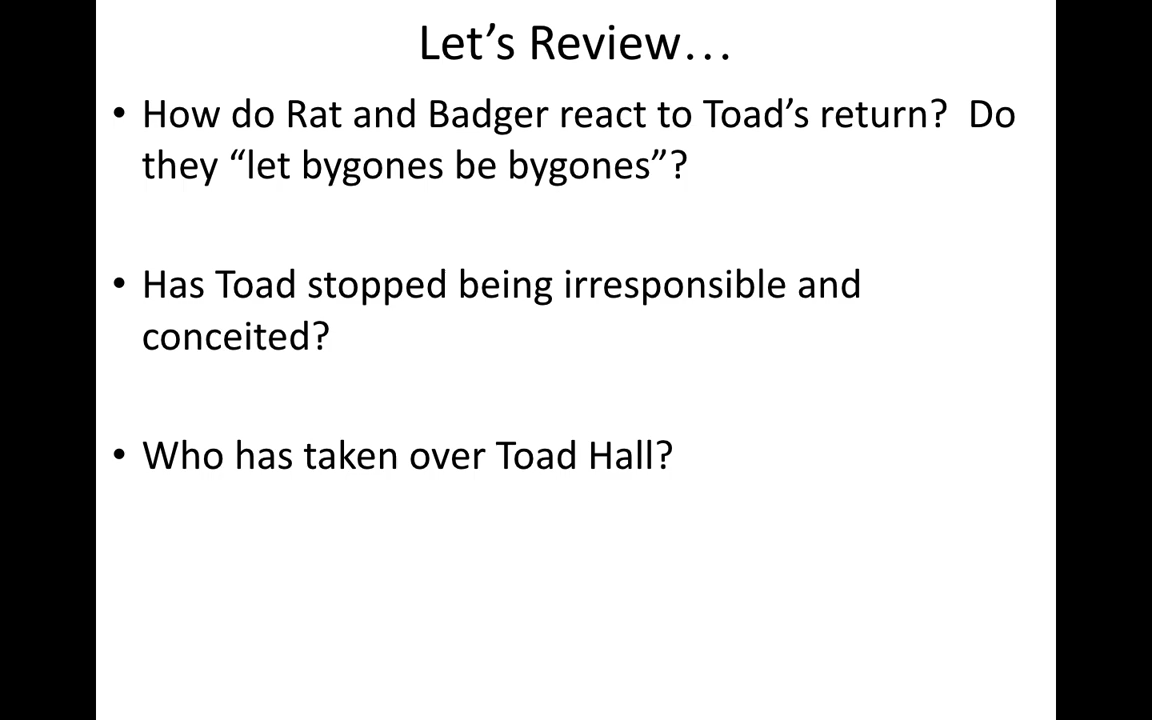 Let’s Review…
• How do Rat and Badger react to Toad’s return?  Do
they “let bygones be bygones”?
• Has Toad stopped being irresponsible and
conceited?
• Who has taken over Toad Hall?